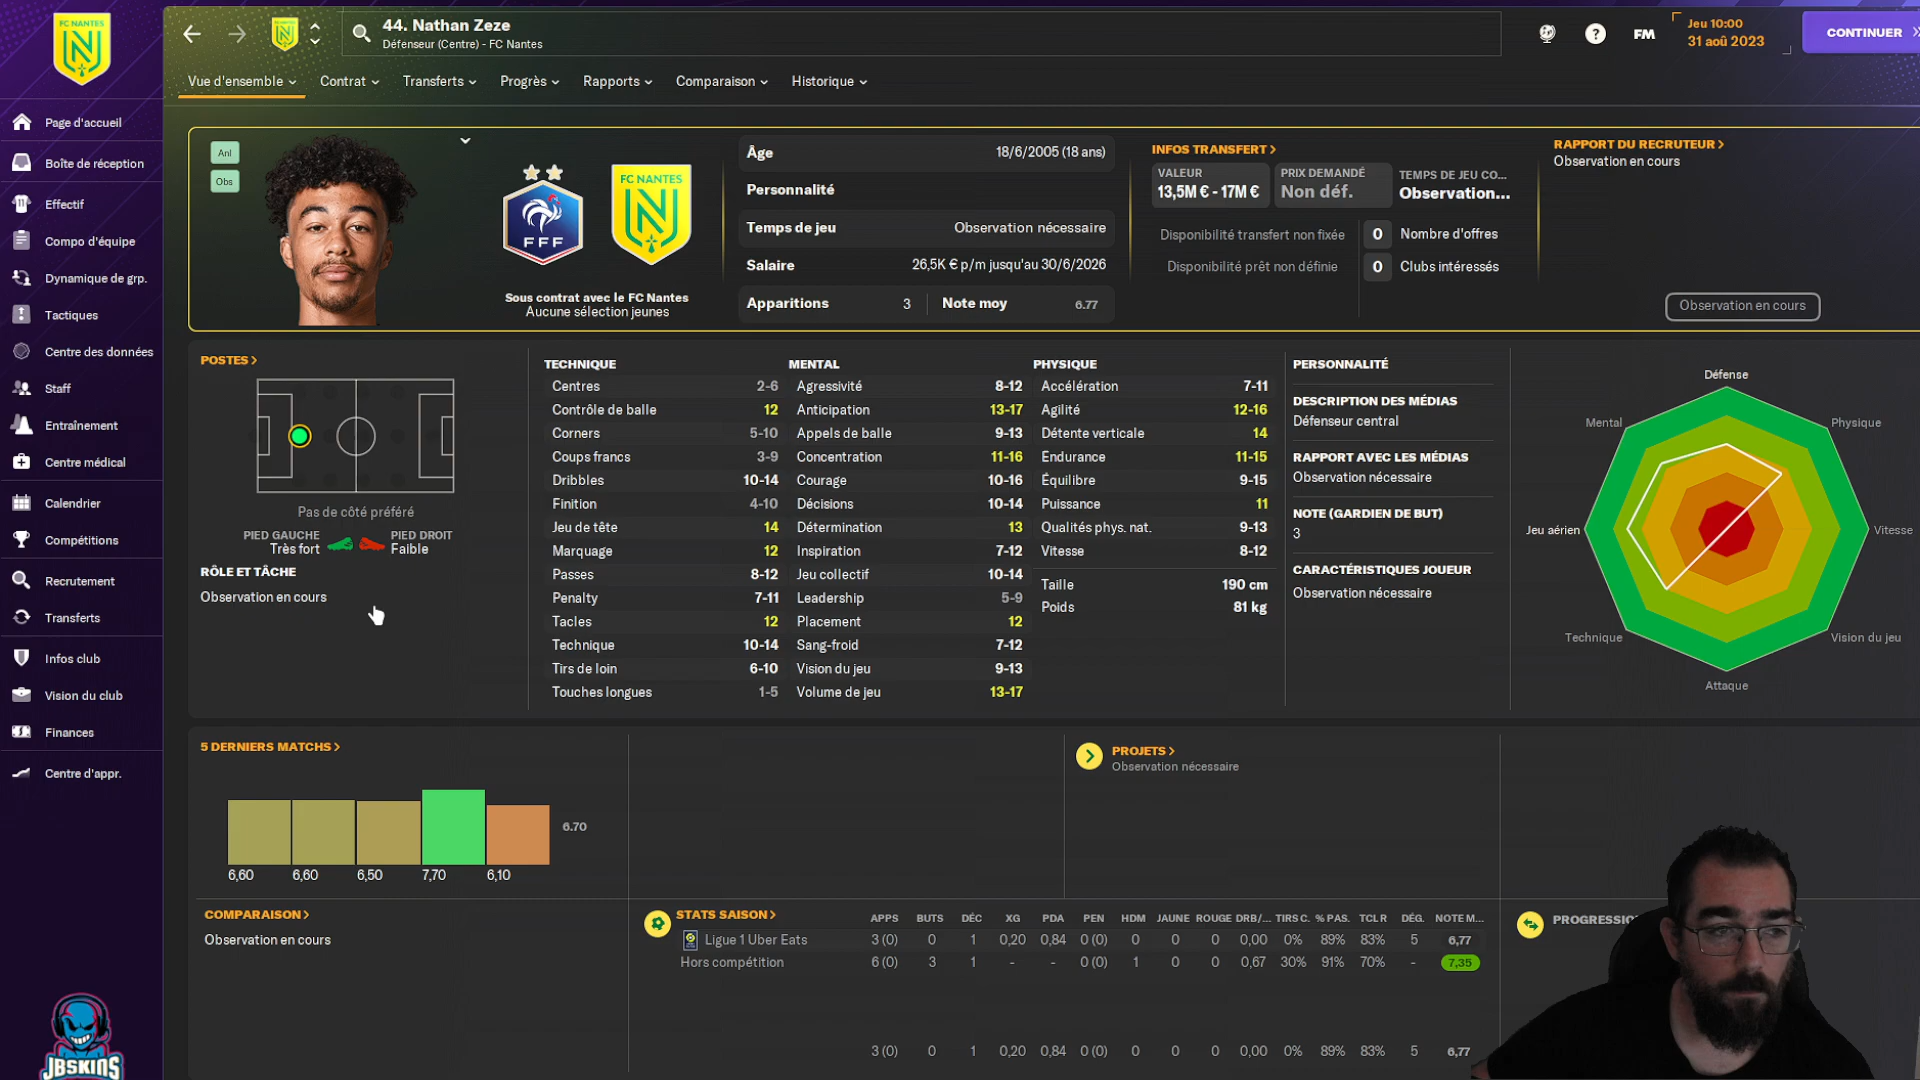 FC NANTES
44. Nathan Zeze
Défenseur (Centre) - FC Nantes
FM
Jeu 10:00
31 aoû 2023
CONTINUER
Vue d'ensemble
Contrat
Transferts
Progrès
Rapports
Comparaison
Historique
Page d'accueil
Boîte de réception
Effectif
Compo d'équipe
Dynamique de grp.
Tactiques
Centre des données
Staff
Entraînement
Centre médical
Calendrier
Compétitions
Recrutement
Transferts
Infos club
Vision du club
Finances
Centre d'appr.
JBSKINS
Anl
Obs
FFF
FC NANTES
Sous contrat avec le FC Nantes
Aucune sélection jeunes
Âge 18/6/2005 (18 ans)
Personnalité
Temps de jeu Observation nécessaire
Salaire 26,5K € p/m jusqu'au 30/6/2026
Apparitions 3 Note moy 6.77
INFOS TRANSFERT >
VALEUR
13,5M € - 17M €
PRIX DEMANDÉ
Non déf.
TEMPS DE JEU CO...
Observation...
Disponibilité transfert non fixée
0 Nombre d'offres
Disponibilité prêt non définie
0 Clubs intéressés
RAPPORT DU RECRUTEUR >
Observation en cours
Observation en cours
POSTES >
Pas de côté préféré
PIED GAUCHE
Très fort
PIED DROIT
Faible
RÔLE ET TÂCHE
Observation en cours
TECHNIQUE
Centres 2-6
Contrôle de balle 12
Corners 5-10
Coups francs 3-9
Dribbles 10-14
Finition 4-10
Jeu de tête 14
Marquage 12
Passes 8-12
Penalty 7-11
Tacles 12
Technique 10-14
Tirs de loin 6-10
Touches longues 1-5
MENTAL
Agressivité 8-12
Anticipation 13-17
Appels de balle 9-13
Concentration 11-16
Courage 10-16
Décisions 10-14
Détermination 13
Inspiration 7-12
Jeu collectif 10-14
Leadership 5-9
Placement 12
Sang-froid 7-12
Vision du jeu 9-13
Volume de jeu 13-17
PHYSIQUE
Accélération 7-11
Agilité 12-16
Détente verticale 14
Endurance 11-15
Équilibre 9-15
Puissance 11
Qualités phys. nat. 9-13
Vitesse 8-12
Taille 190 cm
Poids 81 kg
PERSONNALITÉ
DESCRIPTION DES MÉDIAS
Défenseur central
RAPPORT AVEC LES MÉDIAS
Observation nécessaire
NOTE (GARDIEN DE BUT)
3
CARACTÉRISTIQUES JOUEUR
Observation nécessaire
Défense
Mental
Physique
Jeu aérien
Vitesse
Technique
Vision du jeu
Attaque
5 DERNIERS MATCHS >
6.70
6,60 6,60 6,50 7,70 6,10
PROJETS >
Observation nécessaire
COMPARAISON >
Observation en cours
STATS SAISON > APPS BUTS DÉC XG PDA PEN HDM JAUNE ROUGE DRB/... TIRS C. % PAS. TCL R DÉG. NOTE M...
Ligue 1 Uber Eats 3 (0) 0 1 0,20 0,84 0 (0) 0 0 0 0,00 0% 89% 83% 5 6,77
Hors compétition 6 (0) 3 1 - - 0 (0) 1 0 0 0,67 30% 91% 70% - 7,35
3 (0) 0 1 0,20 0,84 0 (0) 0 0 0 0,00 0% 89% 83% 5 6,77
PROGRESSIO